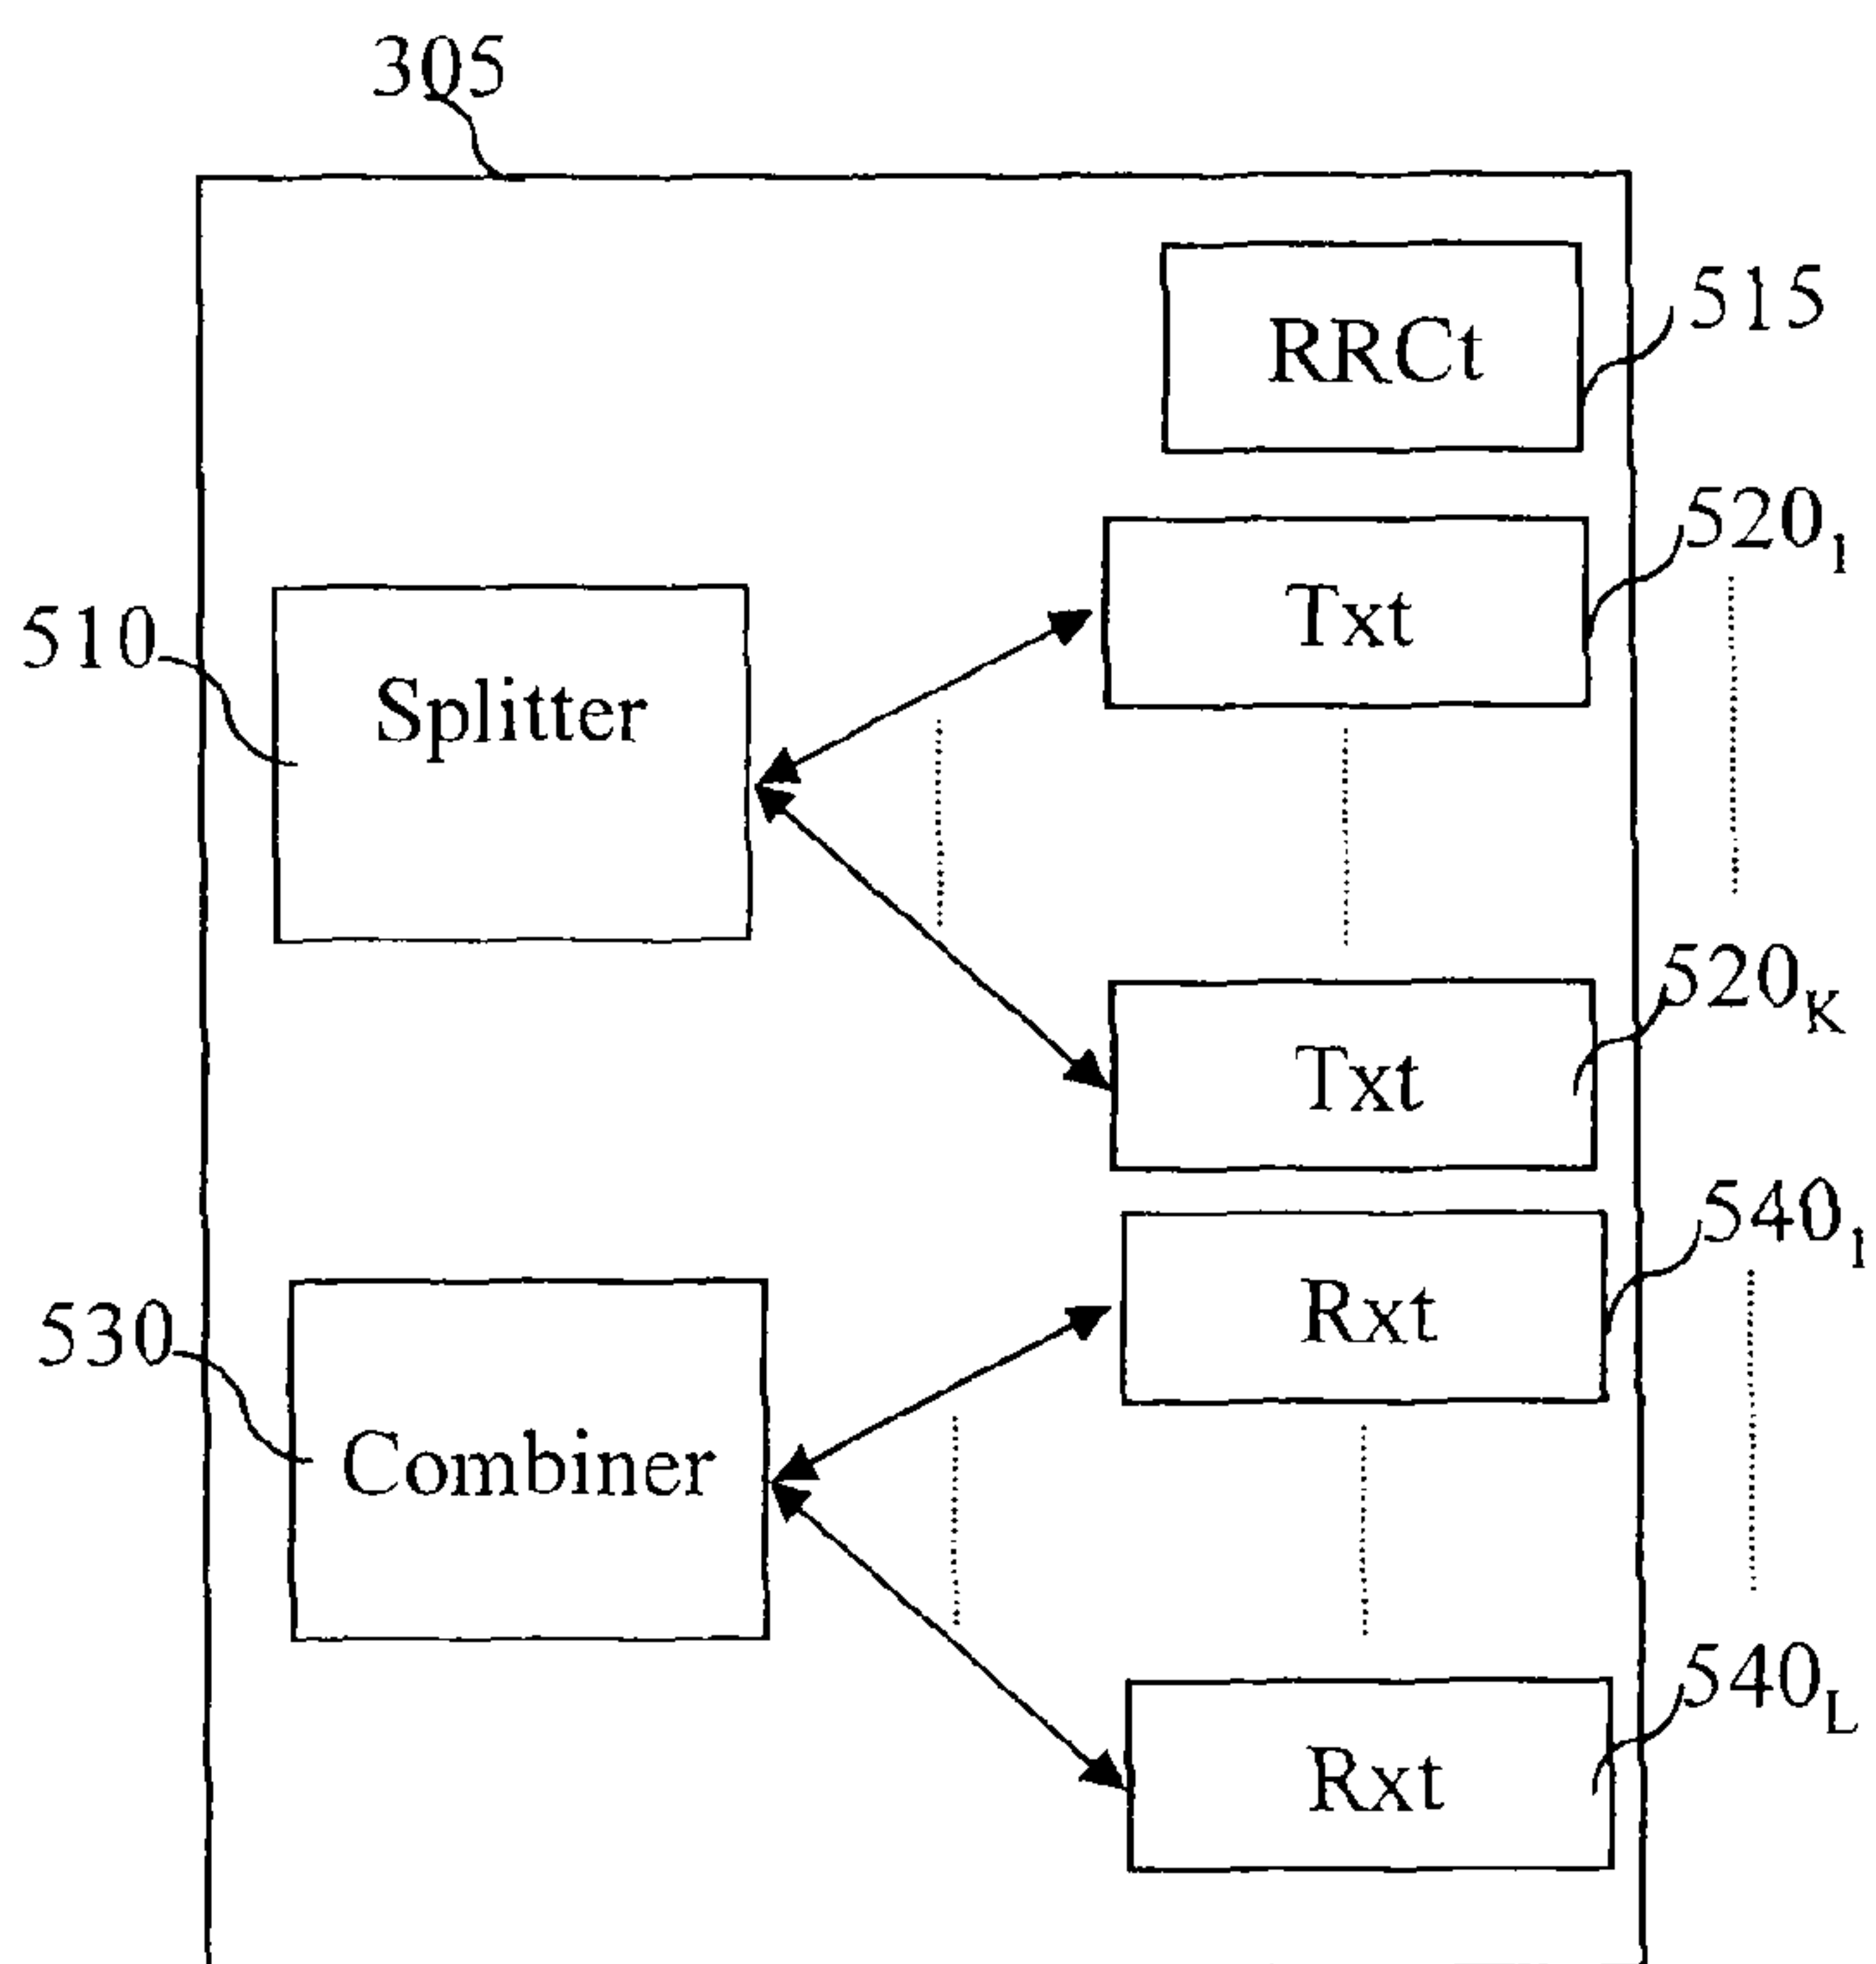 305
RRCt
515
Txt
520₁
510
Splitter
Txt
520K
Rxt
540₁
530
Combiner
Rxt
540L